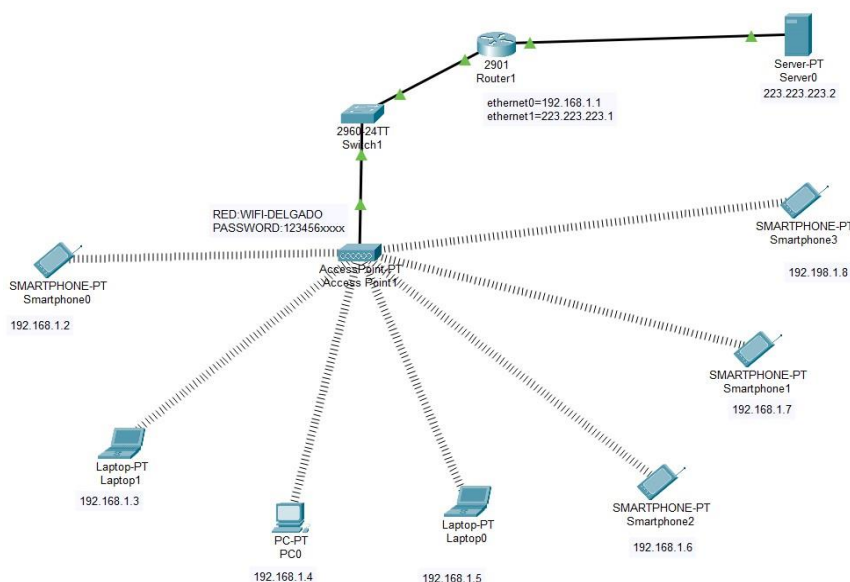 2901
Router1
Server-PT
Server0
223.223.223.2
ethernet0=192.168.1.1
ethernet1=223.223.223.1
2960-24TT
Switch1
RED:WIFI-DELGADO
PASSWORD:123456xxxx
AccessPoint-PT
Access Point1
SMARTPHONE-PT
Smartphone3
192.198.1.8
SMARTPHONE-PT
Smartphone0
192.168.1.2
SMARTPHONE-PT
Smartphone1
192.168.1.7
Laptop-PT
Laptop1
192.168.1.3
PC-PT
PC0
192.168.1.4
Laptop-PT
Laptop0
192.168.1.5
SMARTPHONE-PT
Smartphone2
192.168.1.6